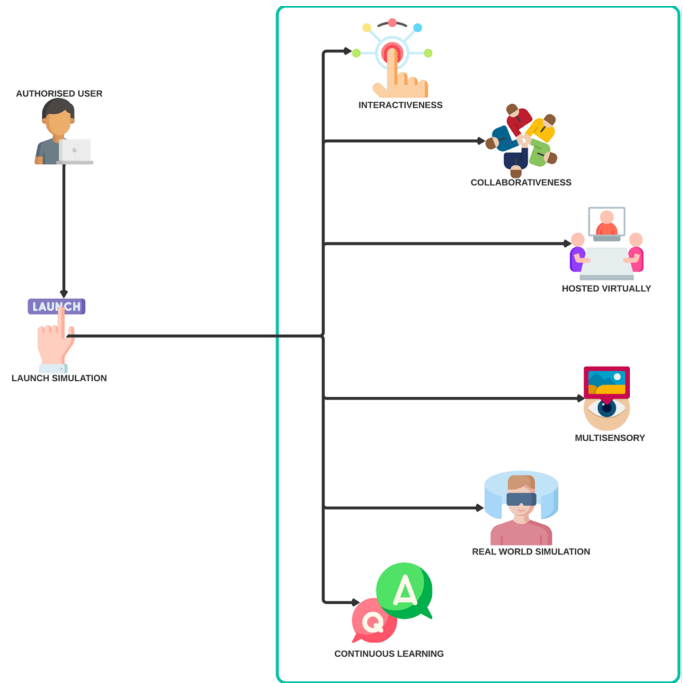 AUTHORISED USER
LAUNCH
LAUNCH SIMULATION
INTERACTIVENESS
COLLABORATIVENESS
HOSTED VIRTUALLY
MULTISENSORY
REAL WORLD SIMULATION
A
Q
CONTINUOUS LEARNING